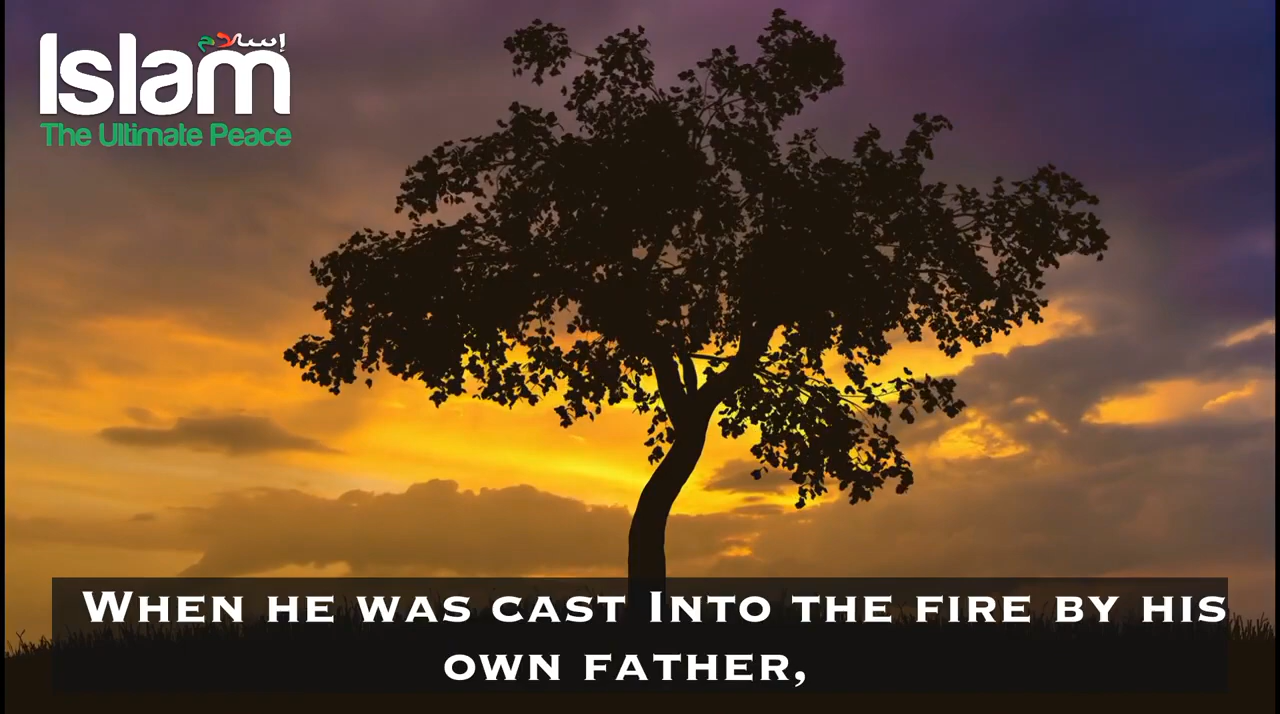 Islam
إسلام
The Ultimate Peace
WHEN HE WAS CAST INTO THE FIRE BY HIS
OWN FATHER,